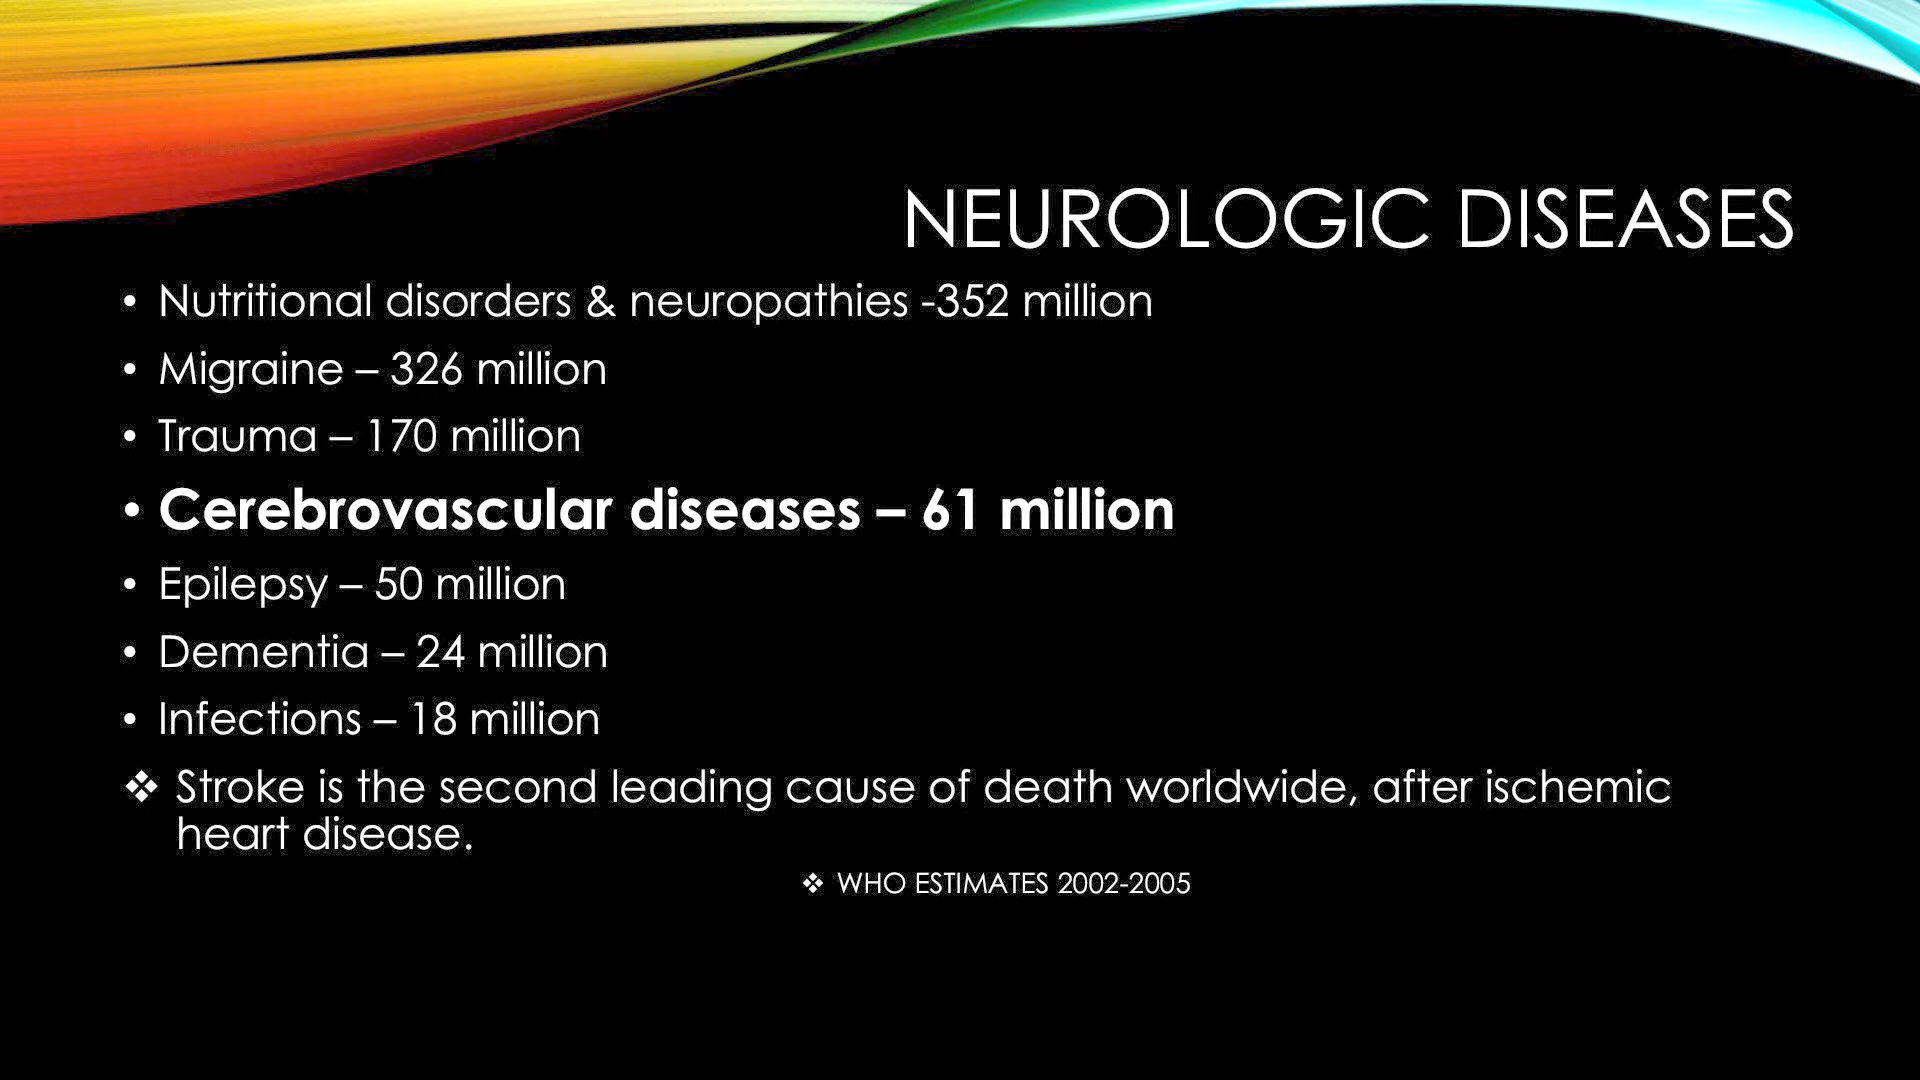 NEUROLOGIC DISEASES
• Nutritional disorders & neuropathies -352 million
• Migraine – 326 million
• Trauma – 170 million
• Cerebrovascular diseases – 61 million
• Epilepsy – 50 million
• Dementia – 24 million
• Infections – 18 million
❖ Stroke is the second leading cause of death worldwide, after ischemic
heart disease.
❖ WHO ESTIMATES 2002-2005